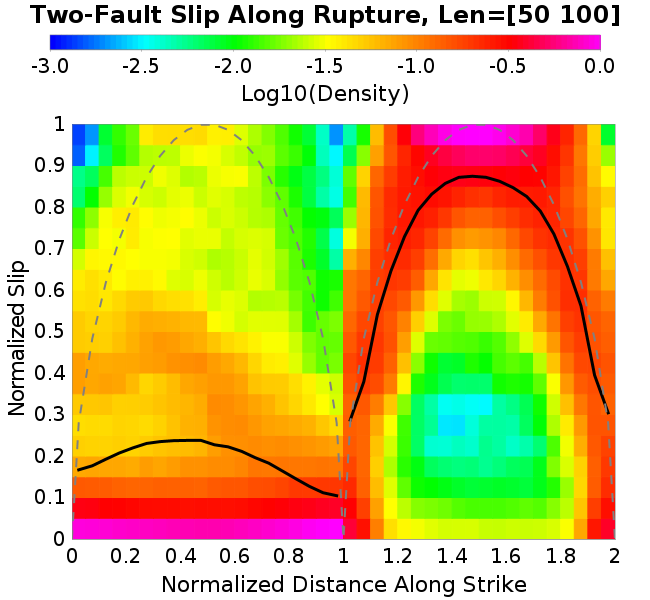 Two-Fault Slip Along Rupture, Len=[50 100]
-3.0 -2.5 -2.0 -1.5 -1.0 -0.5 0.0
Log10(Density)
1
0.9
0.8
0.7
0.6
0.5
0.4
0.3
0.2
0.1
0
Normalized Slip
0 0.2 0.4 0.6 0.8 1 1.2 1.4 1.6 1.8 2
Normalized Distance Along Strike